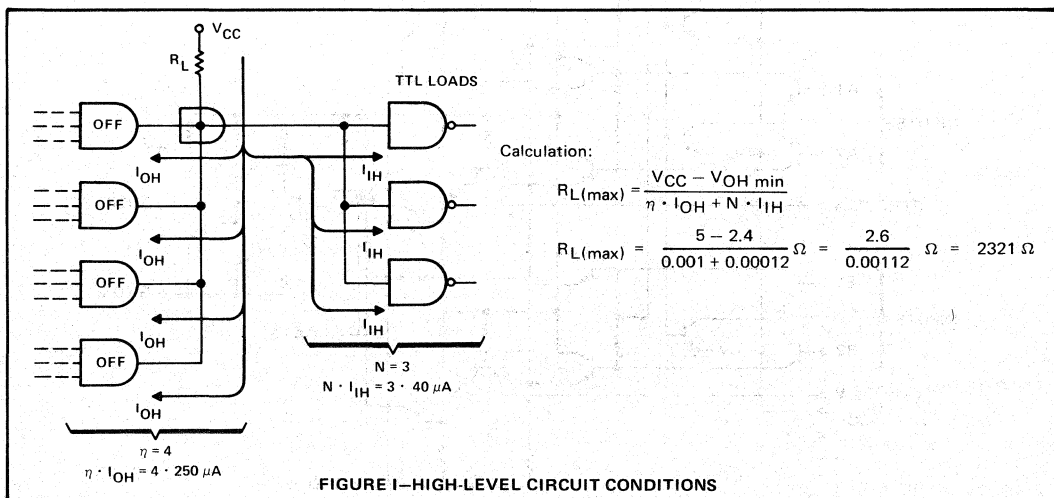 VCC
RL
TTL LOADS
OFF
IOH
IIH
OFF
IOH
IIH
OFF
IOH
IIH
OFF
IOH
N = 3
N · IIH = 3 · 40 μA
η = 4
η · IOH = 4 · 250 μA
Calculation:
RL(max) = VCC − VOH min / η · IOH + N · IIH
RL(max) = 5 − 2.4 / 0.001 + 0.00012 Ω = 2.6 / 0.00112 Ω = 2321 Ω
FIGURE I—HIGH-LEVEL CIRCUIT CONDITIONS